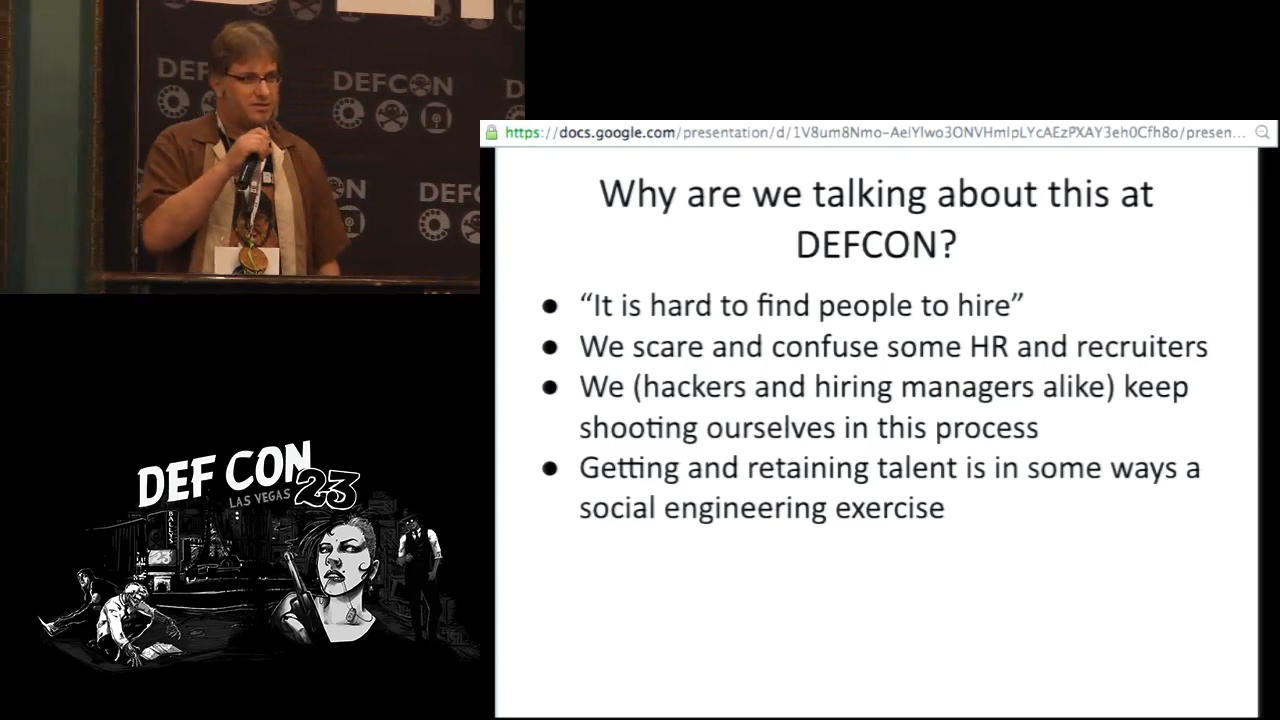 DEFCON
DEFCON
https://docs.google.com/presentation/d/1V8um8Nmo-AeiYlwo3ONVHmIpLYcAEzPXAY3eh0Cfh8o/presen...
Why are we talking about this at
DEFCON?
● “It is hard to find people to hire”
● We scare and confuse some HR and recruiters
● We (hackers and hiring managers alike) keep
shooting ourselves in this process
● Getting and retaining talent is in some ways a
social engineering exercise
DEF CON
LAS VEGAS 23
BALLYS